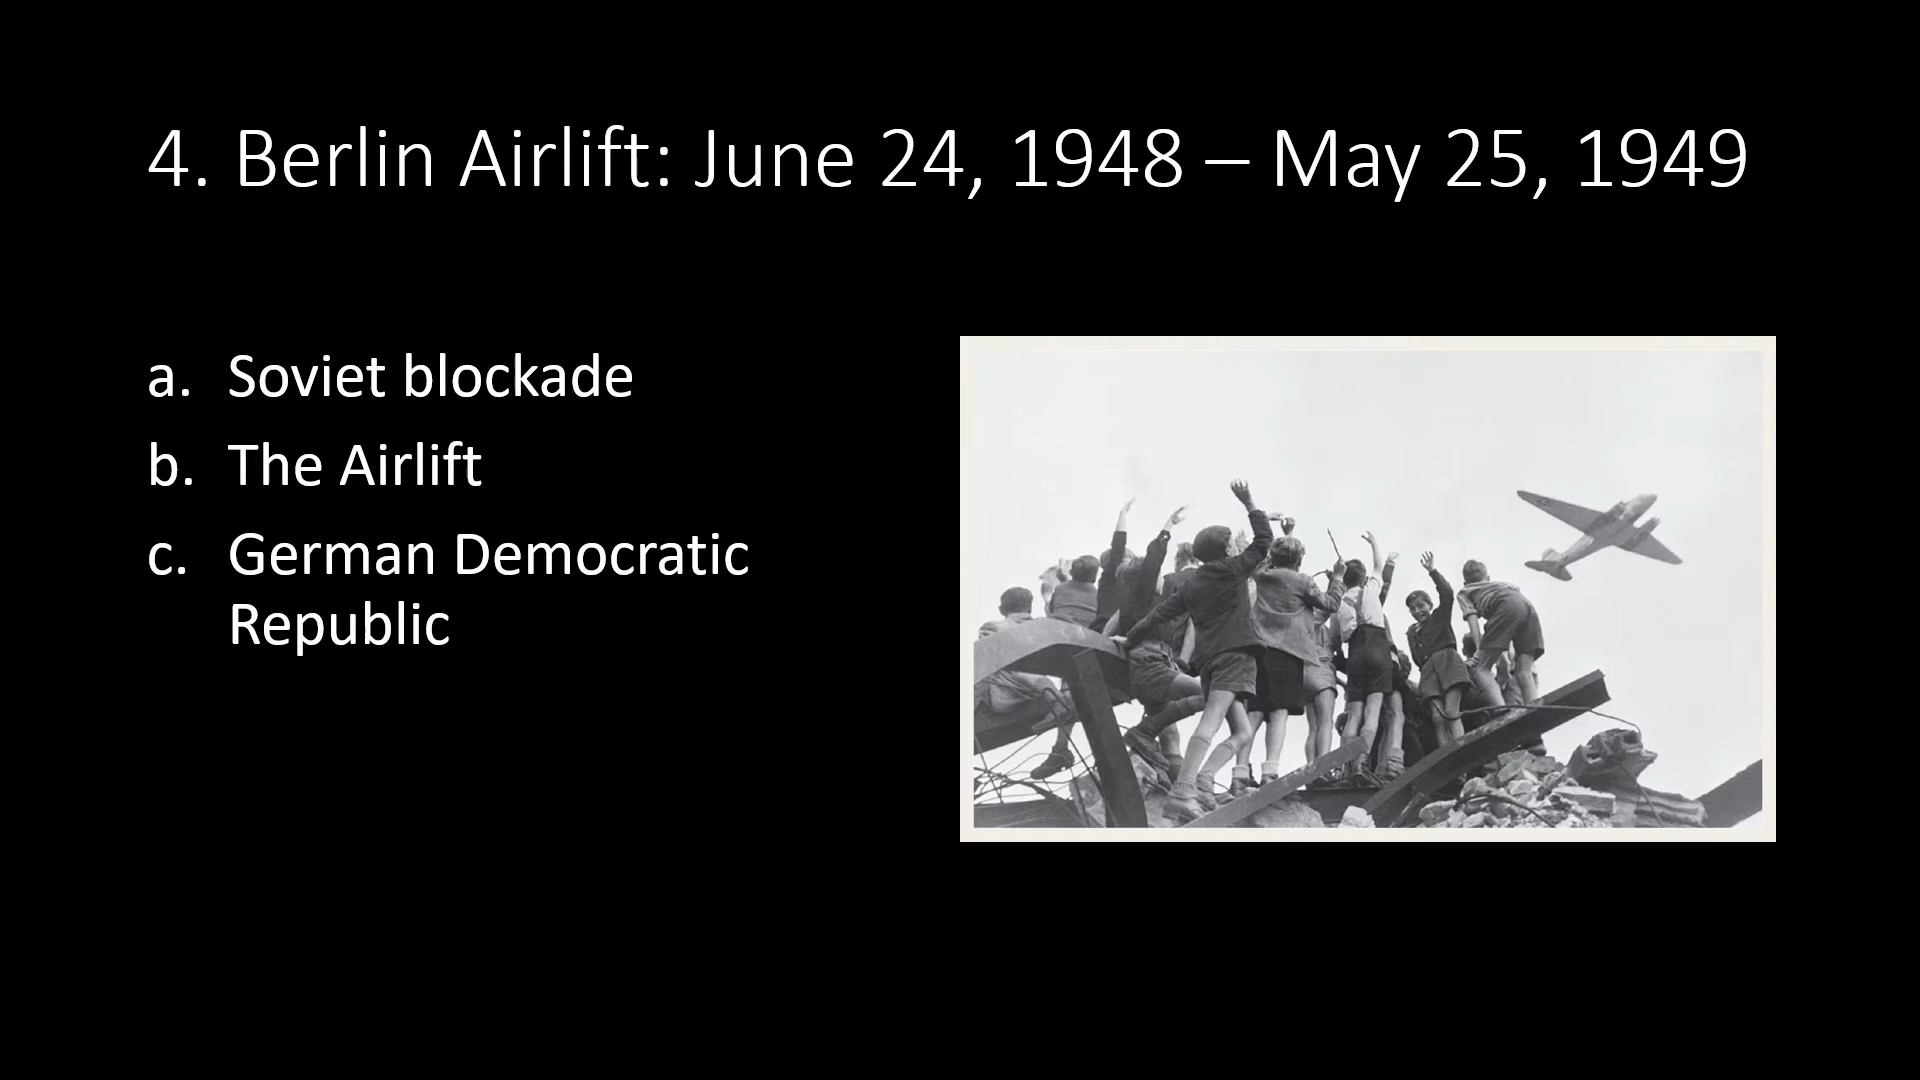 4. Berlin Airlift: June 24, 1948 – May 25, 1949
a. Soviet blockade
b. The Airlift
c. German Democratic
Republic